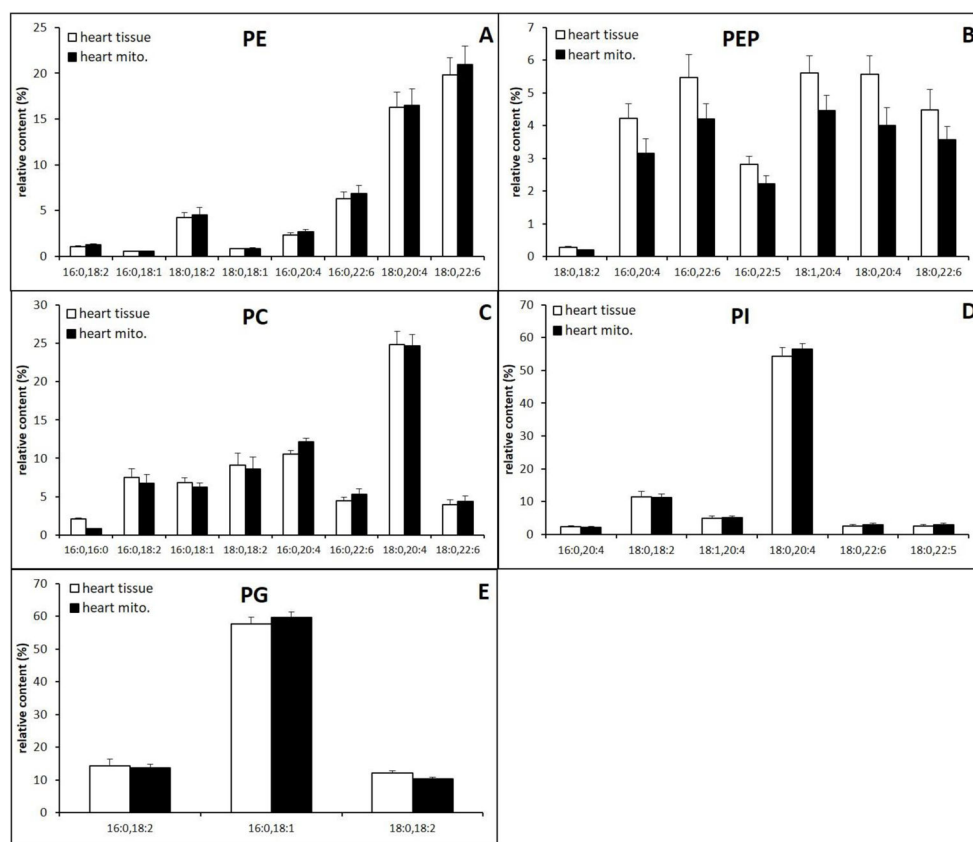 PE
A
heart tissue
heart mito.
relative content (%)
25
20
15
10
5
0
16:0,18:2 16:0,18:1 18:0,18:2 18:0,18:1 16:0,20:4 16:0,22:6 18:0,20:4 18:0,22:6
PEP
B
heart tissue
heart mito.
relative content (%)
7
6
5
4
3
2
1
0
18:0,18:2 16:0,20:4 16:0,22:6 16:0,22:5 18:1,20:4 18:0,20:4 18:0,22:6
PC
C
heart tissue
heart mito.
relative content (%)
30
25
20
15
10
5
0
16:0,16:0 16:0,18:2 16:0,18:1 18:0,18:2 16:0,20:4 16:0,22:6 18:0,20:4 18:0,22:6
PI
D
heart tissue
heart mito.
relative content (%)
70
60
50
40
30
20
10
0
16:0,20:4 18:0,18:2 18:1,20:4 18:0,20:4 18:0,22:6 18:0,22:5
PG
E
heart tissue
heart mito.
relative content (%)
70
60
50
40
30
20
10
0
16:0,18:2 16:0,18:1 18:0,18:2